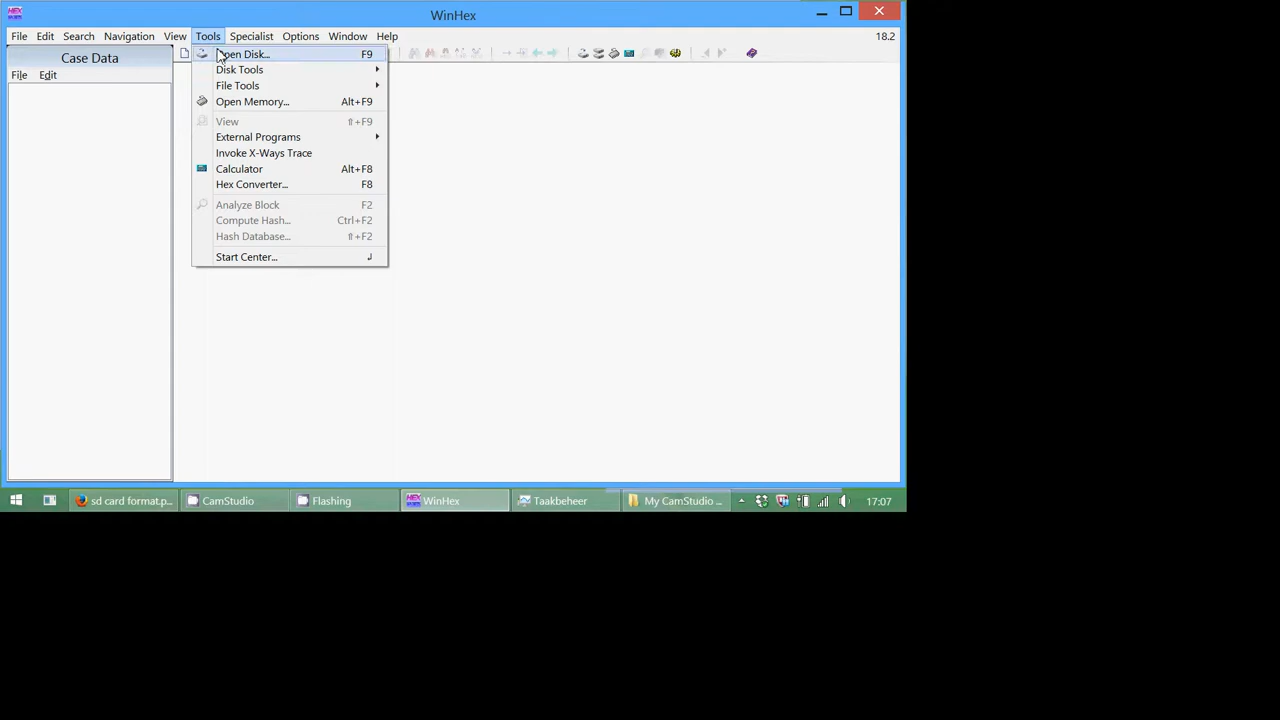 WinHex
File Edit Search Navigation View Tools Specialist Options Window Help 18.2
Case Data
File Edit
Open Disk... F9
Disk Tools
File Tools
Open Memory... Alt+F9
View ⇧+F9
External Programs
Invoke X-Ways Trace
Calculator Alt+F8
Hex Converter... F8
Analyze Block F2
Compute Hash... Ctrl+F2
Hash Database... ⇧+F2
Start Center... ↲
sd card format.p... CamStudio Flashing WinHex Taakbeheer My CamStudio ... 17:07